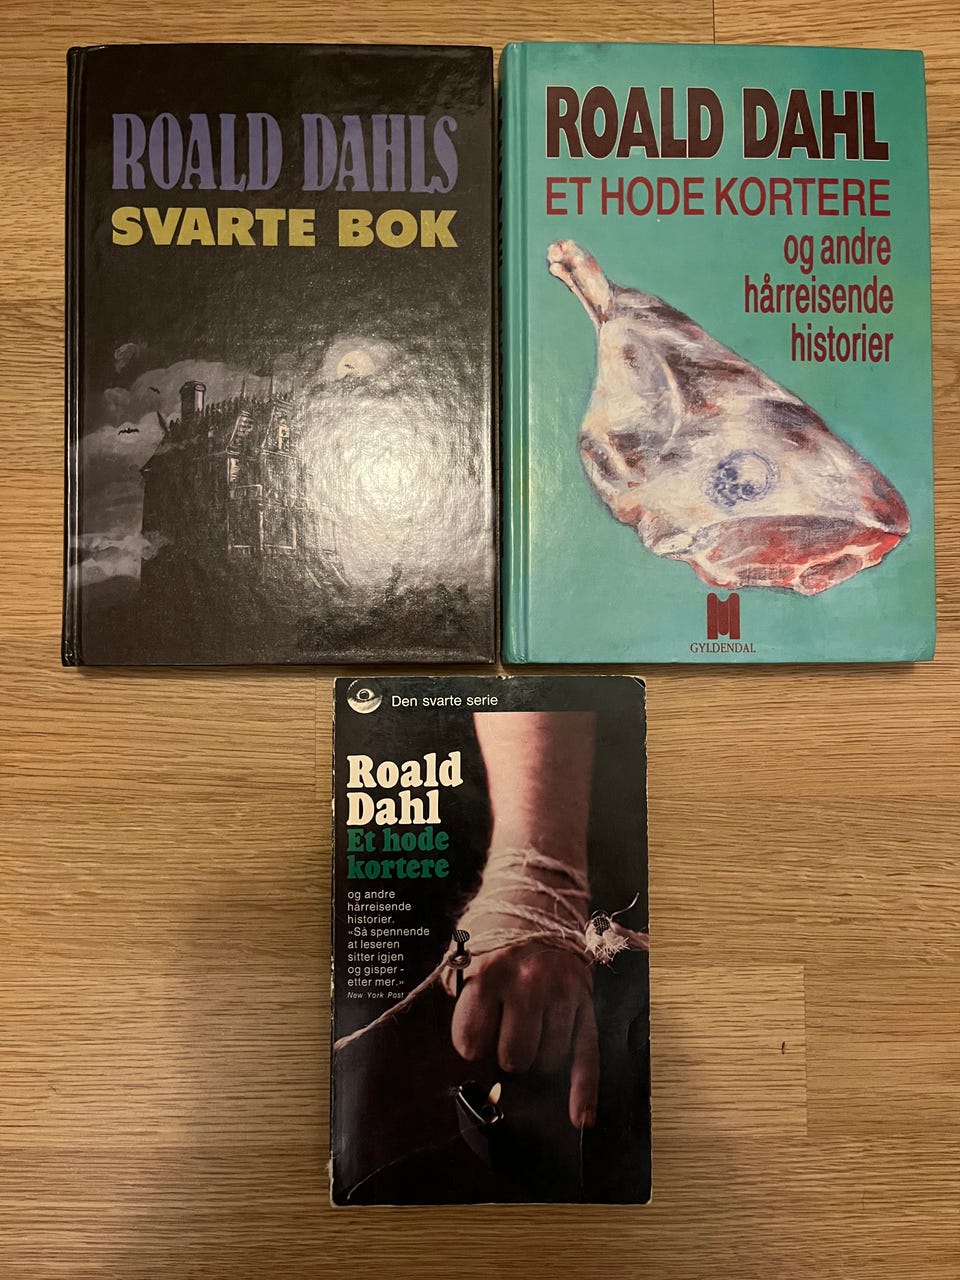 ROALD DAHLS
SVARTE BOK
ROALD DAHL
ET HODE KORTERE
og andre
hårreisende
historier
GYLDENDAL
Den svarte serie
Roald
Dahl
Et hode
kortere
og andre
hårreisende
historier.
«Så spennende
at leseren
sitter igjen
og gisper -
etter mer.»
New York Post